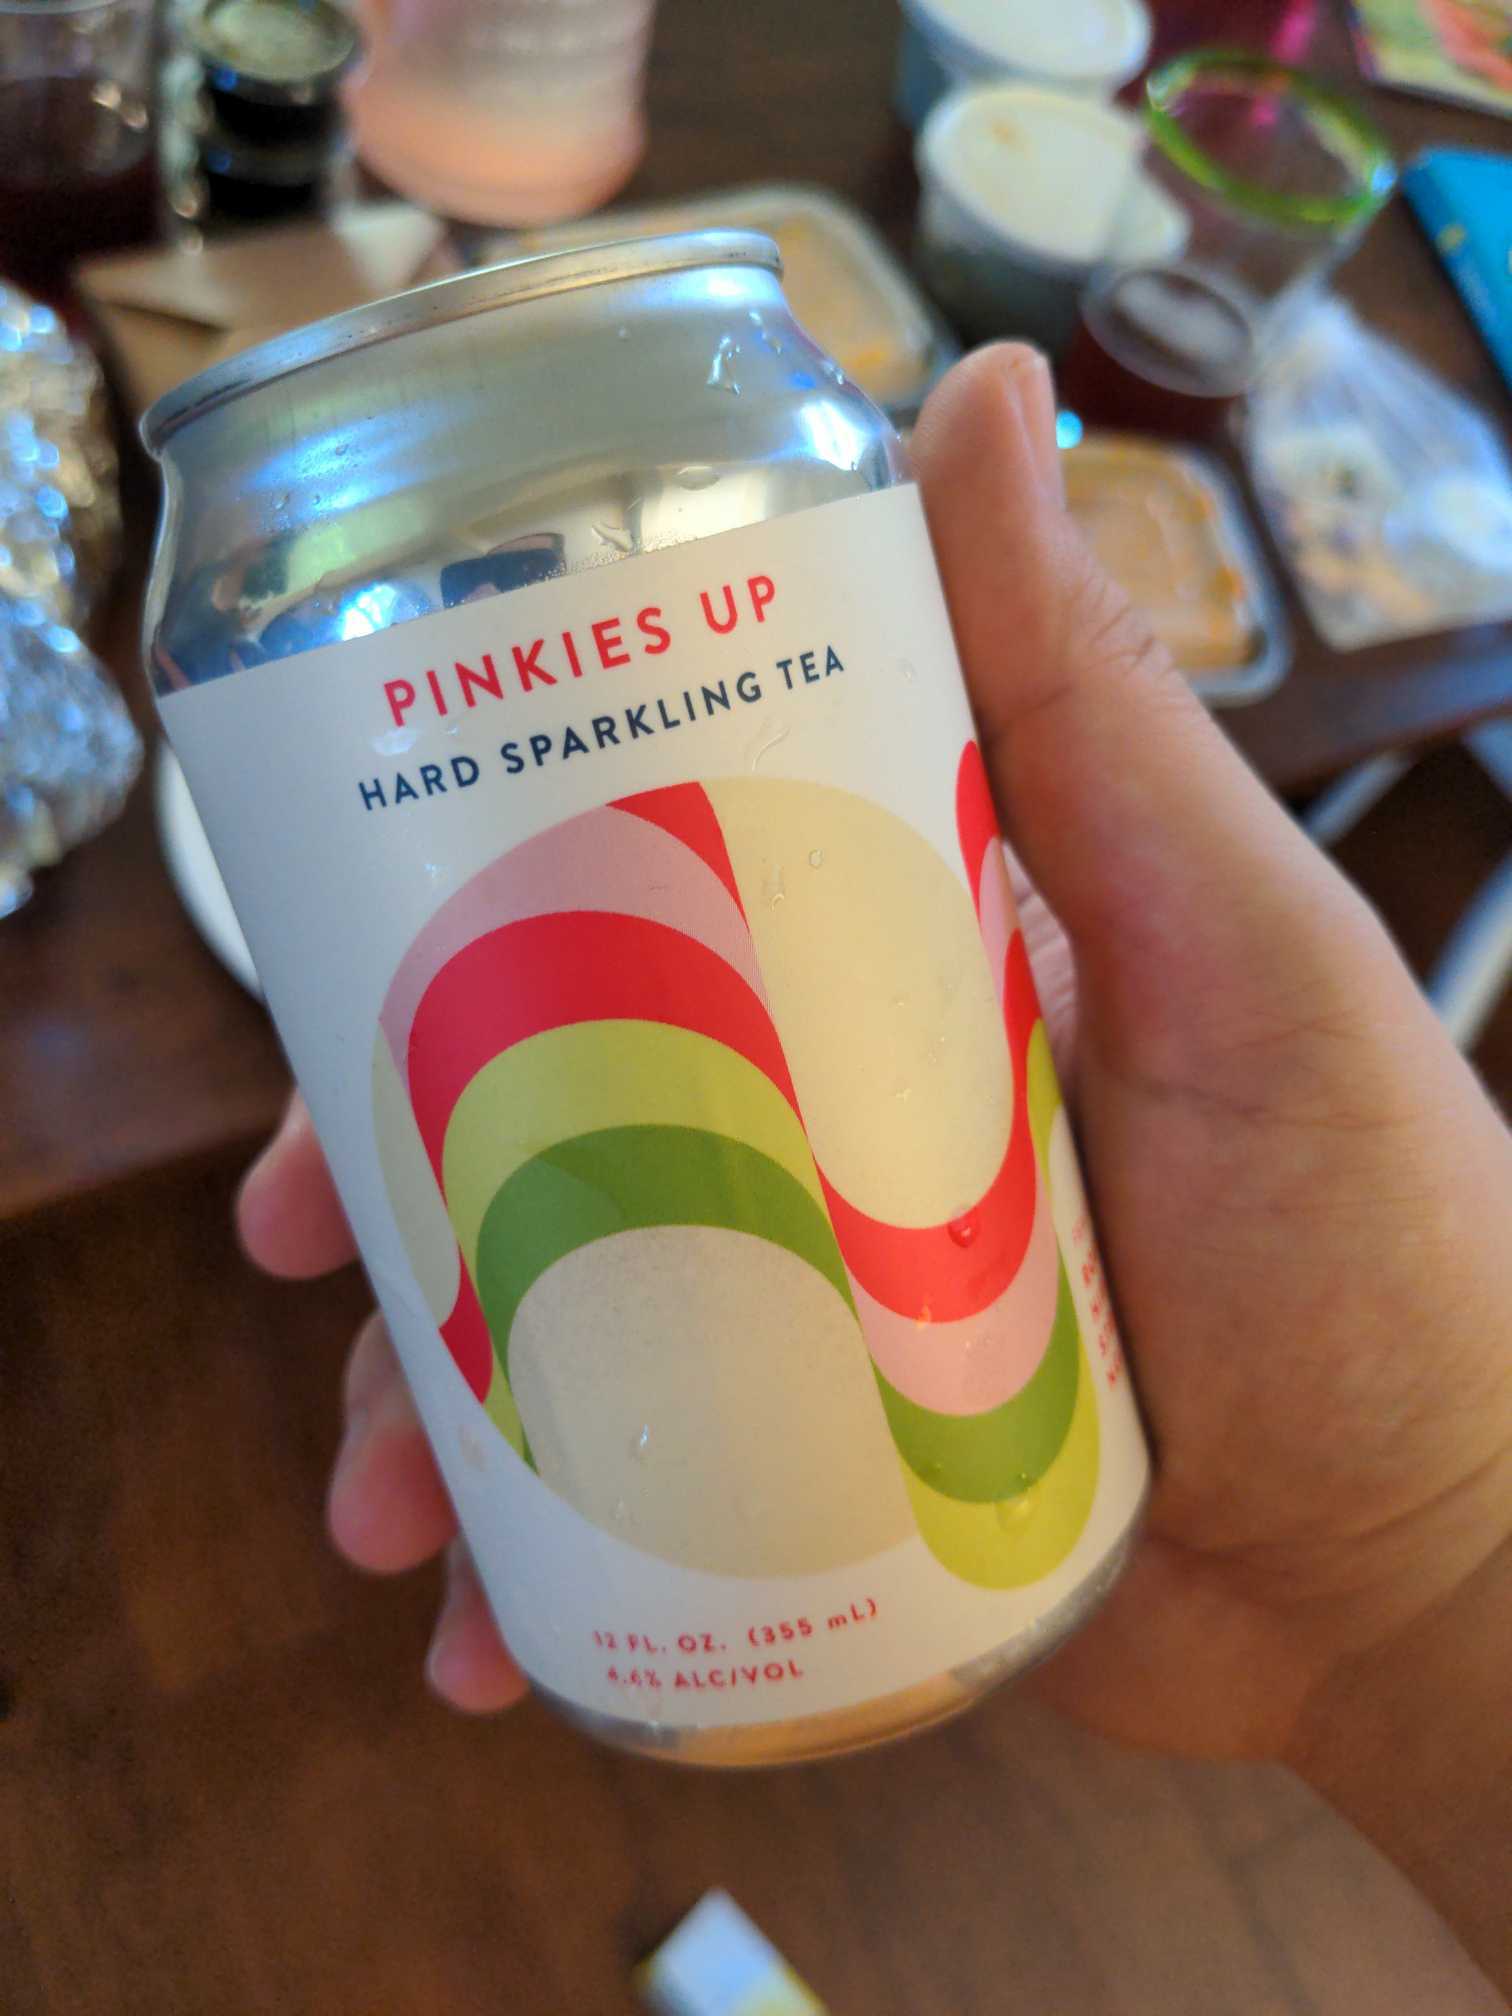 PINKIES UP
HARD SPARKLING TEA
12 FL. OZ. (355 mL)
4.6% ALC/VOL